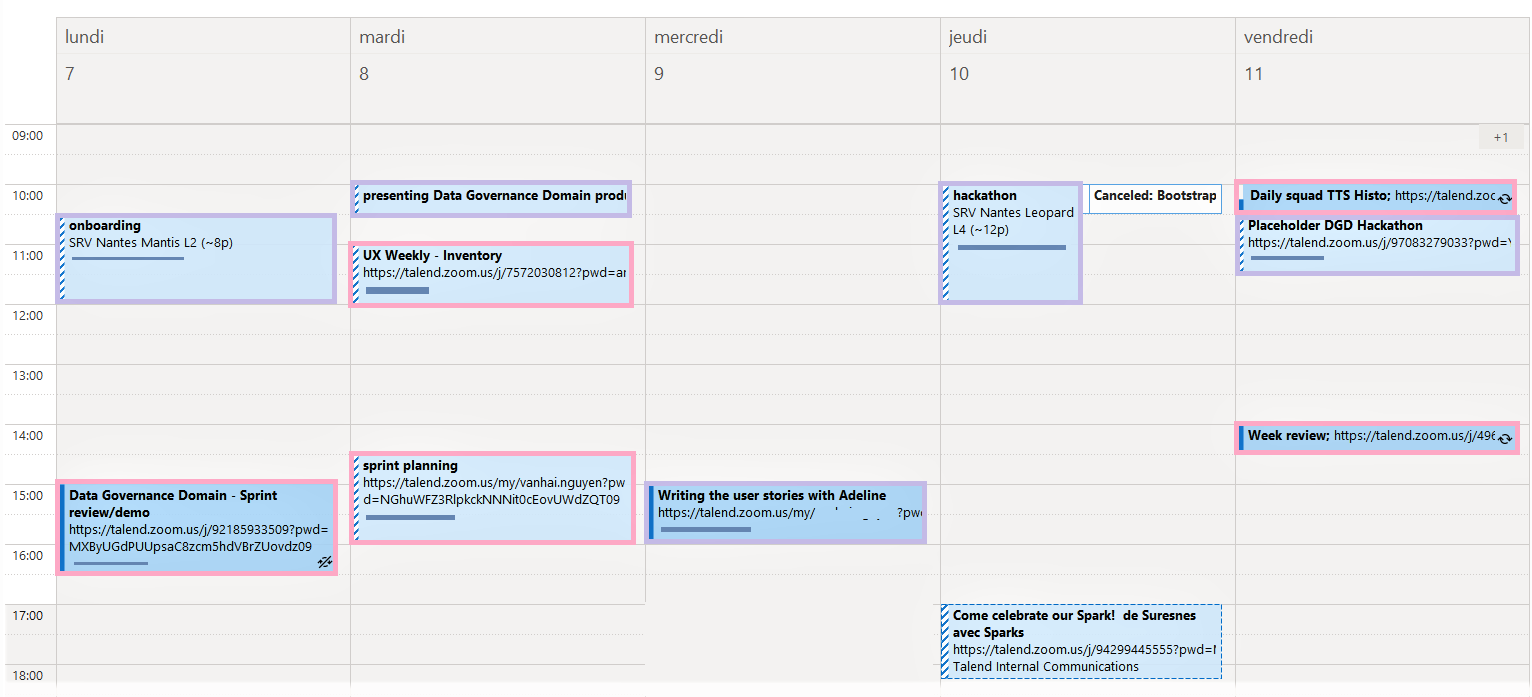 lundi
mardi
mercredi
jeudi
vendredi
7
8
9
10
11
09:00
10:00
11:00
12:00
13:00
14:00
15:00
16:00
17:00
18:00
onboarding
SRV Nantes Mantis L2 (~8p)
Data Governance Domain - Sprint
review/demo
https://talend.zoom.us/j/92185933509?pwd=
MXByUGdPUUpsaC8zcm5hdVBrZUovdz09
presenting Data Governance Domain produ
UX Weekly - Inventory
https://talend.zoom.us/j/7572030812?pwd=an
sprint planning
https://talend.zoom.us/my/vanhai.nguyen?pw
d=NGhuWFZ3RlpkckNNNit0cEovUWdZQT09
Writing the user stories with Adeline
https://talend.zoom.us/my/ ?pwd
hackathon
SRV Nantes Leopard
L4 (~12p)
Canceled: Bootstrap
Come celebrate our Spark! de Suresnes
avec Sparks
https://talend.zoom.us/j/94299445555?pwd=
Talend Internal Communications
+1
Daily squad TTS Histo; https://talend.zoo
Placeholder DGD Hackathon
https://talend.zoom.us/j/97083279033?pwd=
Week review; https://talend.zoom.us/j/496